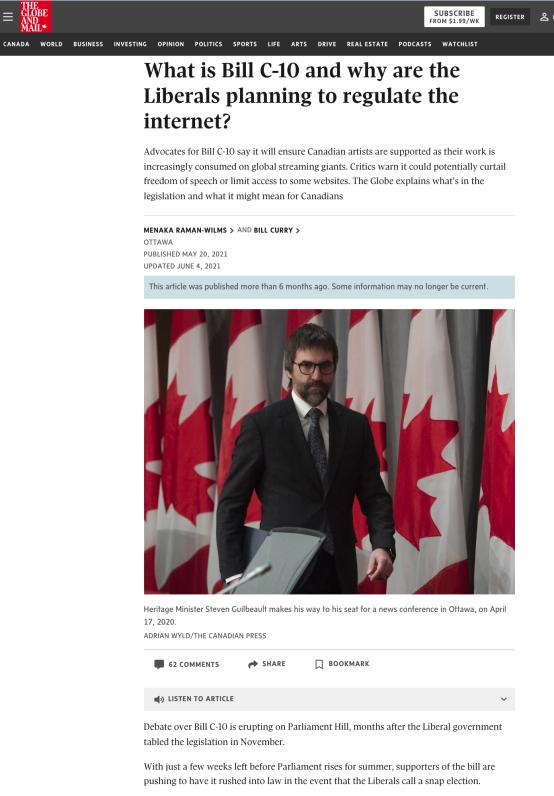 THE
GLOBE
AND
MAIL
SUBSCRIBE
FROM $1.99/WK
REGISTER
CANADA WORLD BUSINESS INVESTING OPINION POLITICS SPORTS LIFE ARTS DRIVE REAL ESTATE PODCASTS WATCHLIST
What is Bill C-10 and why are the
Liberals planning to regulate the
internet?
Advocates for Bill C-10 say it will ensure Canadian artists are supported as their work is
increasingly consumed on global streaming giants. Critics warn it could potentially curtail
freedom of speech or limit access to some websites. The Globe explains what's in the
legislation and what it might mean for Canadians
MENAKA RAMAN-WILMS > AND BILL CURRY >
OTTAWA
PUBLISHED MAY 20, 2021
UPDATED JUNE 4, 2021
This article was published more than 6 months ago. Some information may no longer be current.
Heritage Minister Steven Guilbeault makes his way to his seat for a news conference in Ottawa, on April
17, 2020.
ADRIAN WYLD/THE CANADIAN PRESS
62 COMMENTS SHARE BOOKMARK
LISTEN TO ARTICLE
Debate over Bill C-10 is erupting on Parliament Hill, months after the Liberal government
tabled the legislation in November.
With just a few weeks left before Parliament rises for summer, supporters of the bill are
pushing to have it rushed into law in the event that the Liberals call a snap election.